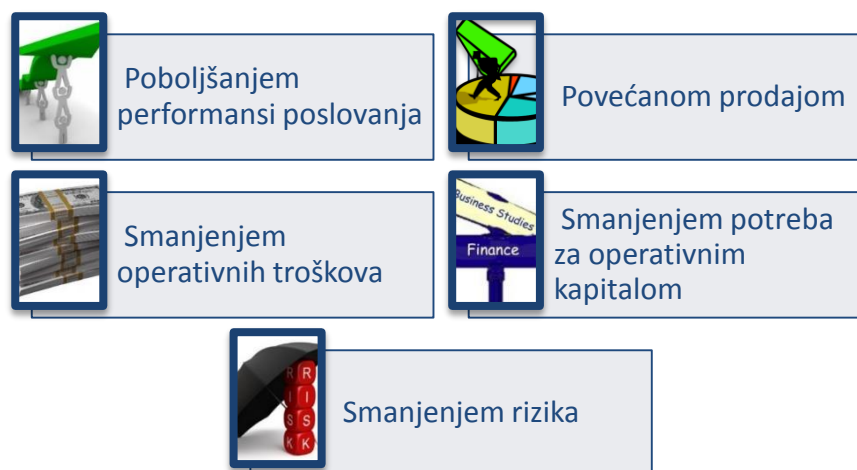 Poboljšanjem
performansi poslovanja
Povećanom prodajom
Smanjenjem
operativnih troškova
Business Studies
Finance
Smanjenjem potreba
za operativnim
kapitalom
R R
I I
S S
K K
Smanjenjem rizika